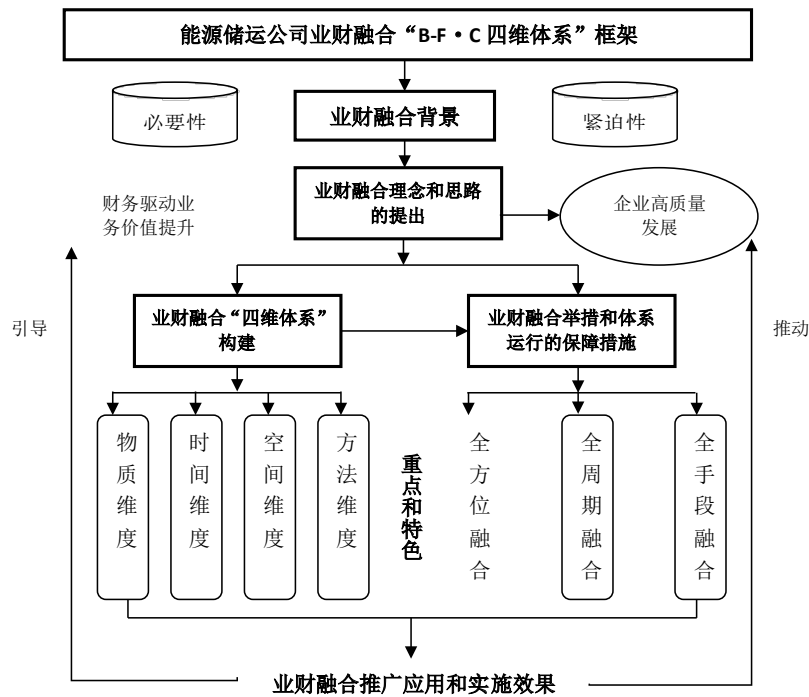 能源储运公司业财融合“B-F·C 四维体系”框架
必要性
业财融合背景
紧迫性
业财融合理念和思路
的提出
财务驱动业
务价值提升
企业高质量
发展
引导
业财融合“四维体系”
构建
业财融合举措和体系
运行的保障措施
推动
物质维度
时间维度
空间维度
方法维度
重点和特色
全方位融合
全周期融合
全手段融合
业财融合推广应用和实施效果